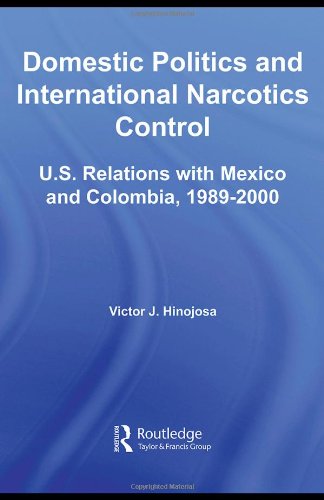 Domestic Politics and
International Narcotics
Control
U.S. Relations with Mexico
and Colombia, 1989-2000
Victor J. Hinojosa
ROUTLEDGE
Routledge
Taylor & Francis Group